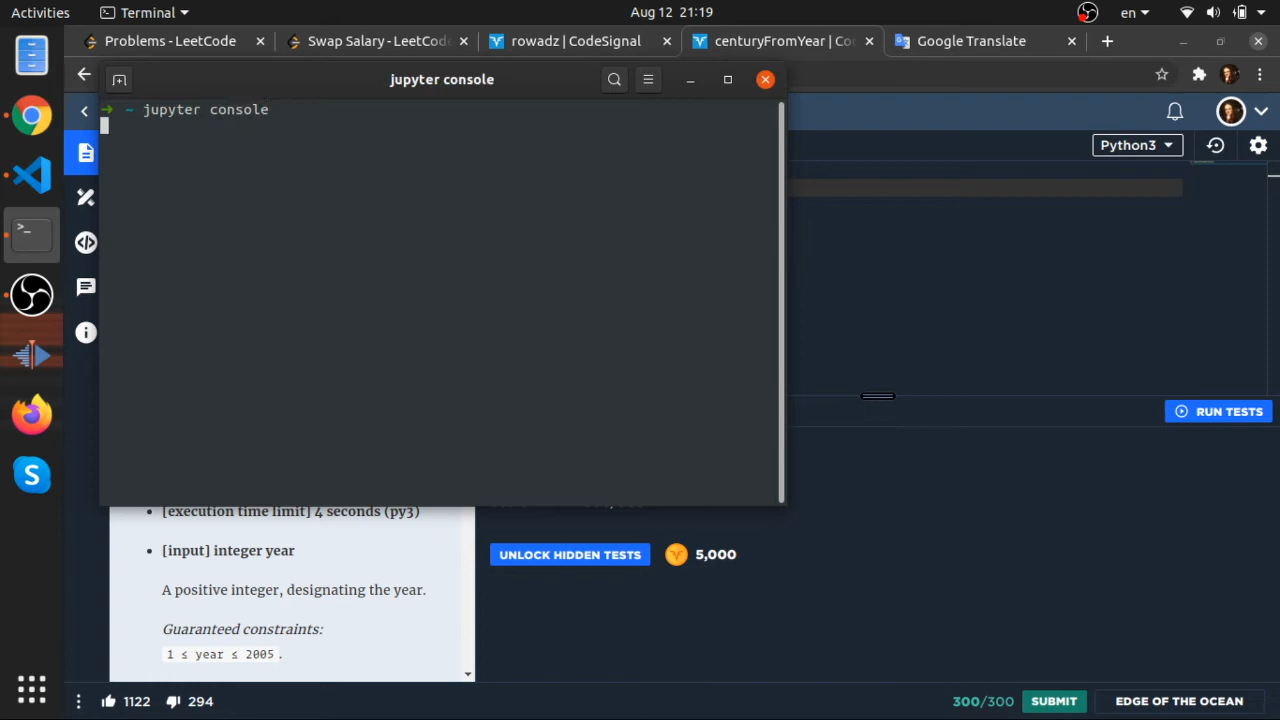 Activities
Terminal
Aug 12 21:19
en
Problems - LeetCode
Swap Salary - LeetCode
rowadz | CodeSignal
centuryFromYear | Co
Google Translate
jupyter console
➜ ~ jupyter console
Python3
RUN TESTS
[execution time limit] 4 seconds (py3)
[input] integer year
UNLOCK HIDDEN TESTS
5,000
A positive integer, designating the year.
Guaranteed constraints:
1 ≤ year ≤ 2005.
1122
294
300/300
SUBMIT
EDGE OF THE OCEAN